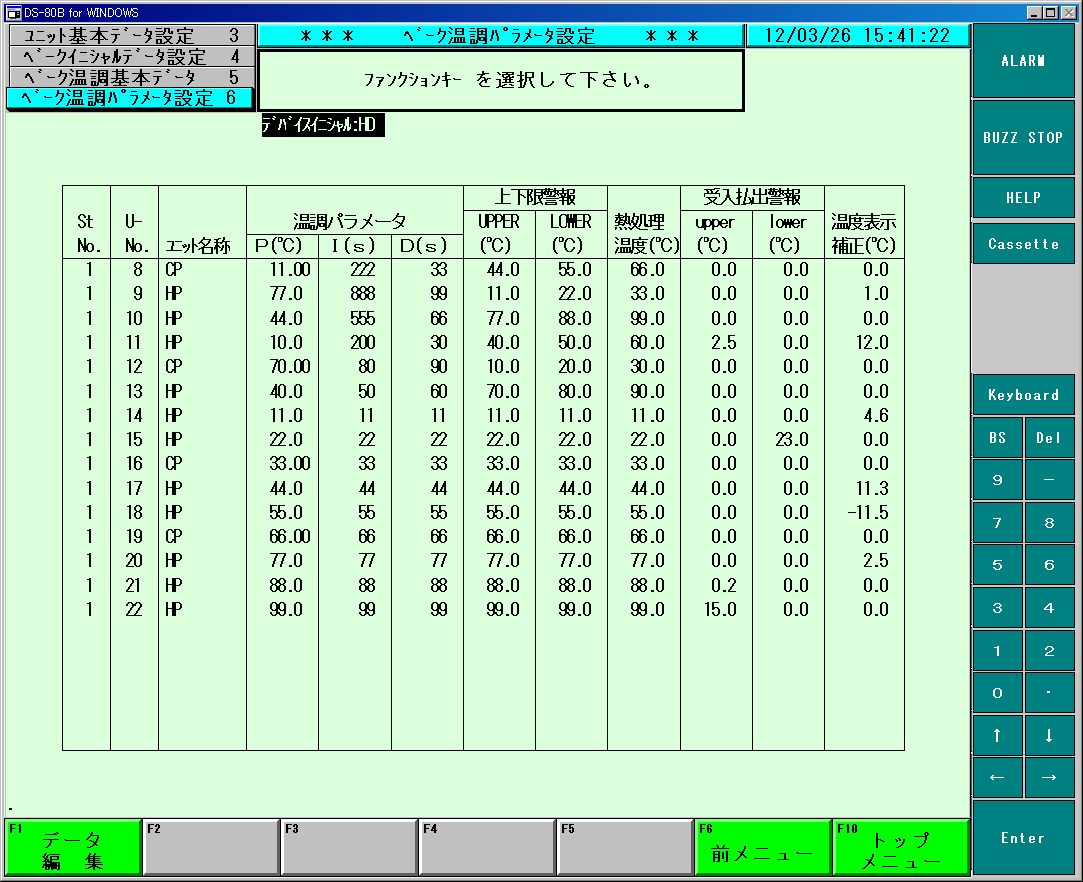 DS-80B for WINDOWS
ﾕﾆｯﾄ基本ﾃﾞｰﾀ設定 3
ﾍﾞｰｸｲﾆｼｬﾙﾃﾞｰﾀ設定 4
ﾍﾞｰｸ温調基本ﾃﾞｰﾀ 5
ﾍﾞｰｸ温調ﾊﾟﾗﾒｰﾀ設定 6
＊＊＊ ﾍﾞｰｸ温調ﾊﾟﾗﾒｰﾀ設定 ＊＊＊
12/03/26 15:41:22
ﾌｧﾝｸｼｮﾝｷｰ を選択して下さい。
ﾃﾞﾊﾞｲｽｲﾆｼｬﾙ:HD
上下限警報 受入払出警報
St U- 温調パラメータ UPPER LOWER 熱処理 upper lower 温度表示
No. No. ﾕﾆｯﾄ名称 P(℃) I(s) D(s) (℃) (℃) 温度(℃) (℃) (℃) 補正(℃)
1 8 CP 11.00 222 33 44.0 55.0 66.0 0.0 0.0 0.0
1 9 HP 77.0 888 99 11.0 22.0 33.0 0.0 0.0 1.0
1 10 HP 44.0 555 66 77.0 88.0 99.0 0.0 0.0 0.0
1 11 HP 10.0 200 30 40.0 50.0 60.0 2.5 0.0 12.0
1 12 CP 70.00 80 90 10.0 20.0 30.0 0.0 0.0 0.0
1 13 HP 40.0 50 60 70.0 80.0 90.0 0.0 0.0 0.0
1 14 HP 11.0 11 11 11.0 11.0 11.0 0.0 0.0 4.6
1 15 HP 22.0 22 22 22.0 22.0 22.0 0.0 23.0 0.0
1 16 CP 33.00 33 33 33.0 33.0 33.0 0.0 0.0 0.0
1 17 HP 44.0 44 44 44.0 44.0 44.0 0.0 0.0 11.3
1 18 HP 55.0 55 55 55.0 55.0 55.0 0.0 0.0 -11.5
1 19 CP 66.00 66 66 66.0 66.0 66.0 0.0 0.0 0.0
1 20 HP 77.0 77 77 77.0 77.0 77.0 0.0 0.0 2.5
1 21 HP 88.0 88 88 88.0 88.0 88.0 0.2 0.0 0.0
1 22 HP 99.0 99 99 99.0 99.0 99.0 15.0 0.0 0.0
F1 データ
編 集
F2
F3
F4
F5
F6
前メニュー
F10 トップ
メニュー
ALARM
BUZZ STOP
HELP
Cassette
Keyboard
BS Del
9 －
7 8
5 6
3 4
1 2
0 ・
↑ ↓
← →
Enter